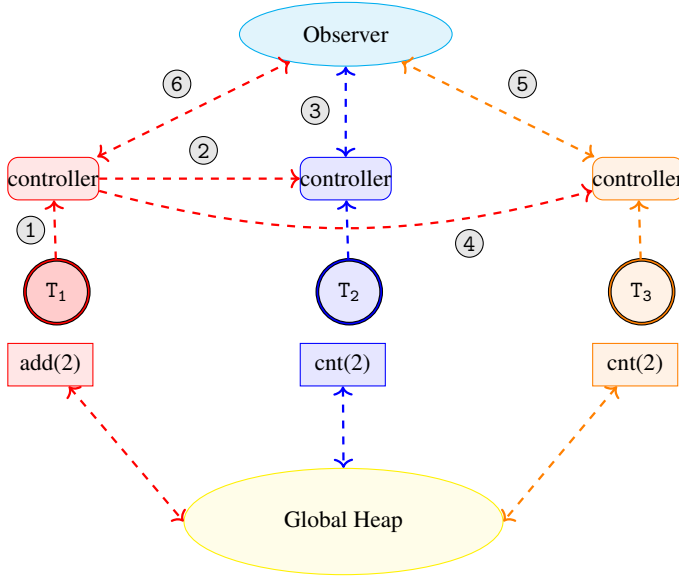 Observer
6
5
3
2
controller
controller
controller
1
4
T1
T2
T3
add(2)
cnt(2)
cnt(2)
Global Heap